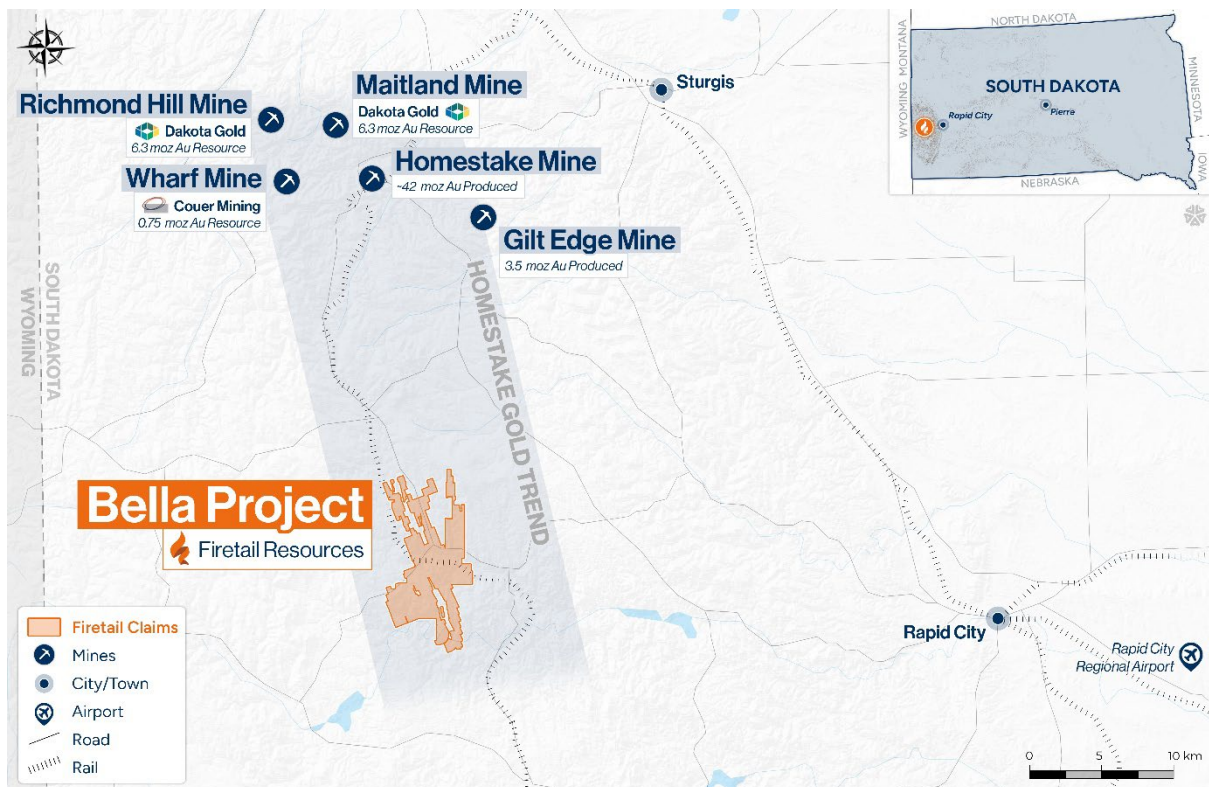 Richmond Hill Mine
Dakota Gold
6.3 moz Au Resource
Maitland Mine
Dakota Gold
6.3 moz Au Resource
Wharf Mine
Couer Mining
0.75 moz Au Resource
Homestake Mine
~42 moz Au Produced
Gilt Edge Mine
3.5 moz Au Produced
Sturgis
HOMESTAKE GOLD TREND
SOUTH DAKOTA
WYOMING
Bella Project
Firetail Resources
Rapid City
Rapid City
Regional Airport
NORTH DAKOTA
WYOMING MONTANA
SOUTH DAKOTA
Pierre
Rapid City
MINNESOTA
IOWA
NEBRASKA
Firetail Claims
Mines
City/Town
Airport
Road
Rail
0 5 10 km